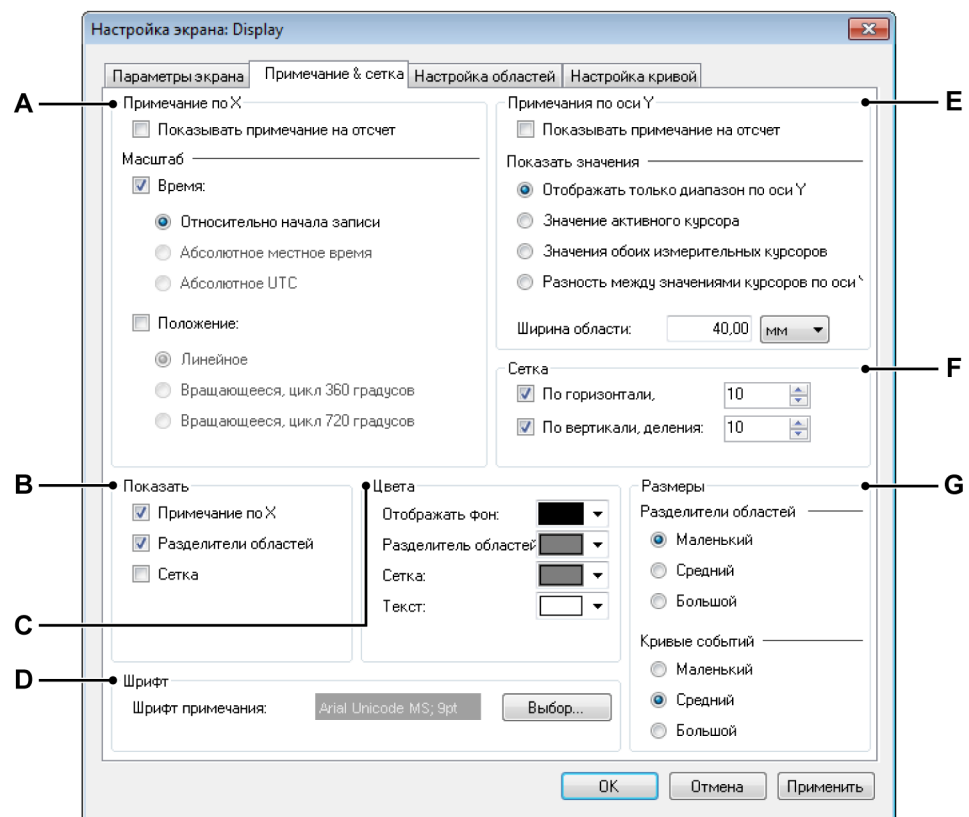 Настройка экрана: Display
Параметры экрана
Примечание & сетка
Настройка областей
Настройка кривой
A
Примечание по X
Показывать примечание на отсчет
Масштаб
Время:
Относительно начала записи
Абсолютное местное время
Абсолютное UTC
Положение:
Линейное
Вращающееся, цикл 360 градусов
Вращающееся, цикл 720 градусов
E
Примечания по оси Y
Показывать примечание на отсчет
Показать значения
Отображать только диапазон по оси Y
Значение активного курсора
Значения обоих измерительных курсоров
Разность между значениями курсоров по оси
Ширина области: 40,00 мм
F
Сетка
По горизонтали, 10
По вертикали, деления: 10
B
Показать
Примечание по X
Разделители областей
Сетка
C
Цвета
Отображать фон:
Разделитель областей
Сетка:
Текст:
D
Шрифт
Шрифт примечания: Arial Unicode MS; 9pt Выбор...
G
Размеры
Разделители областей
Маленький
Средний
Большой
Кривые событий
Маленький
Средний
Большой
OK Отмена Применить